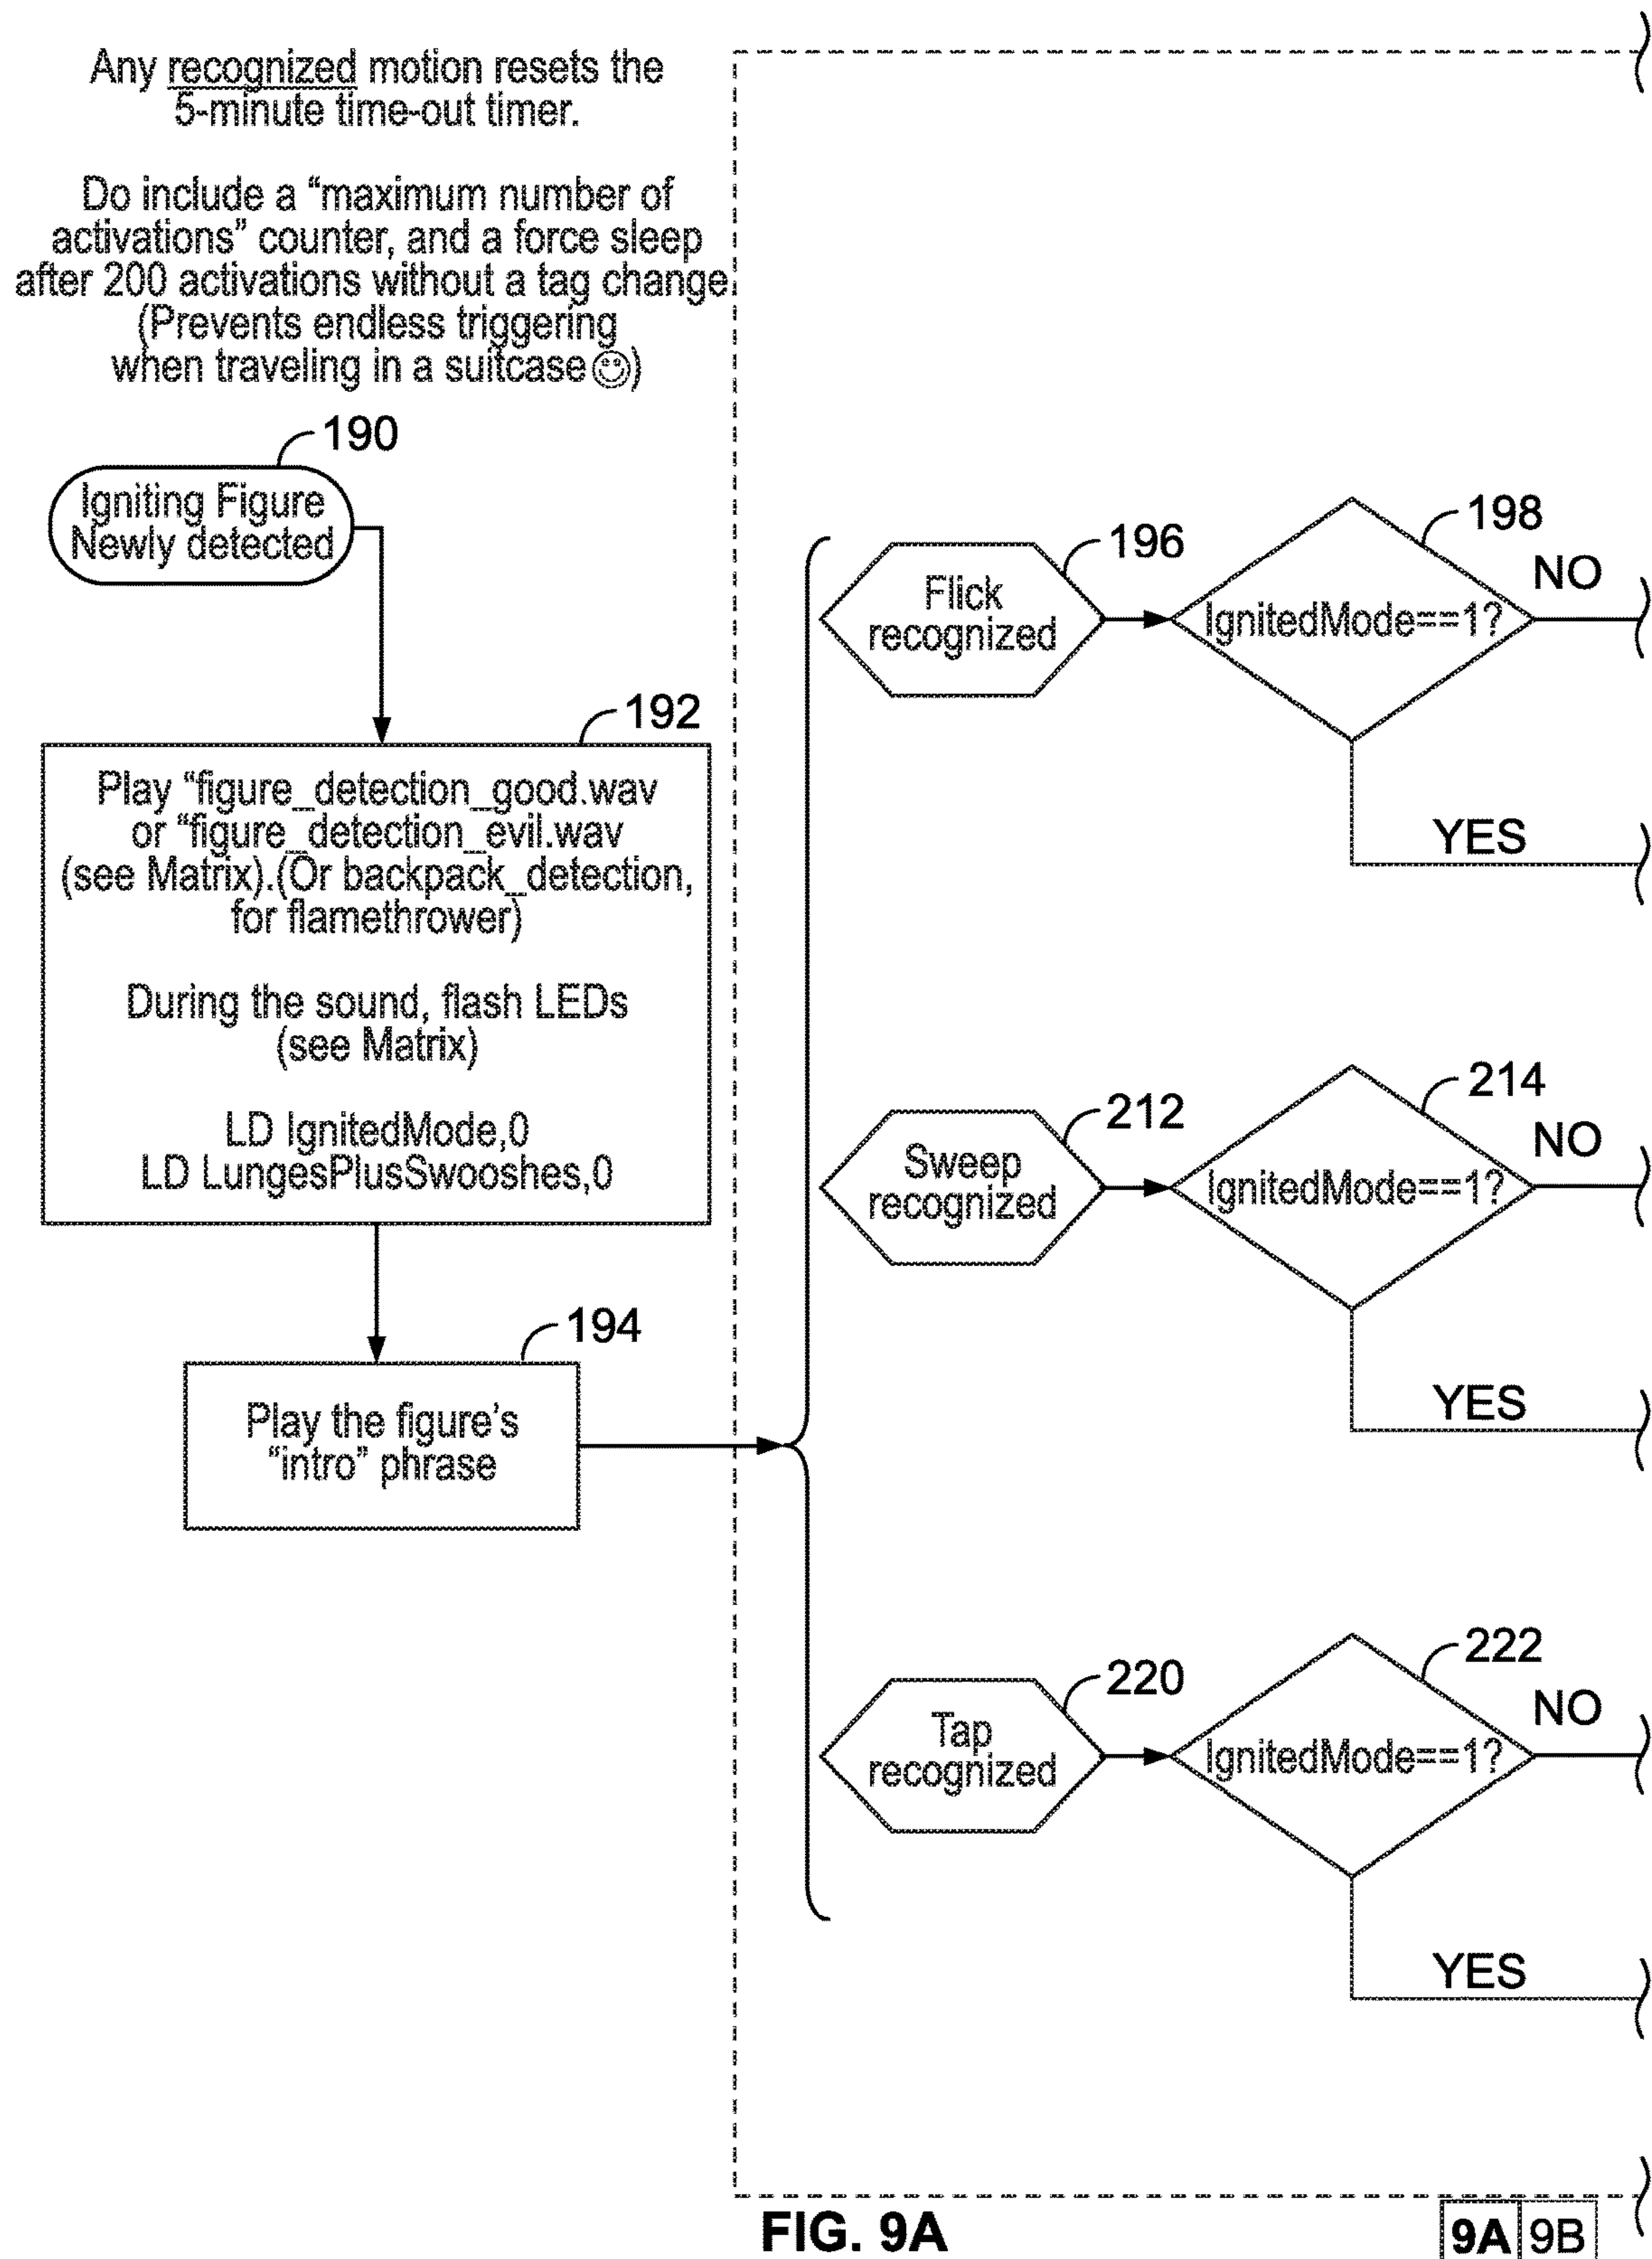 Any recognized motion resets the
5-minute time-out timer.
Do include a “maximum number of
activations” counter, and a force sleep
after 200 activations without a tag change
(Prevents endless triggering
when traveling in a suitcase☺)
190
Igniting Figure
Newly detected
192
Play “figure_detection_good.wav
or “figure_detection_evil.wav
(see Matrix).(Or backpack_detection,
for flamethrower)
During the sound, flash LEDs
(see Matrix)
LD IgnitedMode,0
LD LungesPlusSwooshes,0
194
Play the figure’s
“intro” phrase
196
Flick
recognized
198
IgnitedMode==1?
NO
YES
212
Sweep
recognized
214
IgnitedMode==1?
NO
YES
220
Tap
recognized
222
IgnitedMode==1?
NO
YES
FIG. 9A
9A 9B